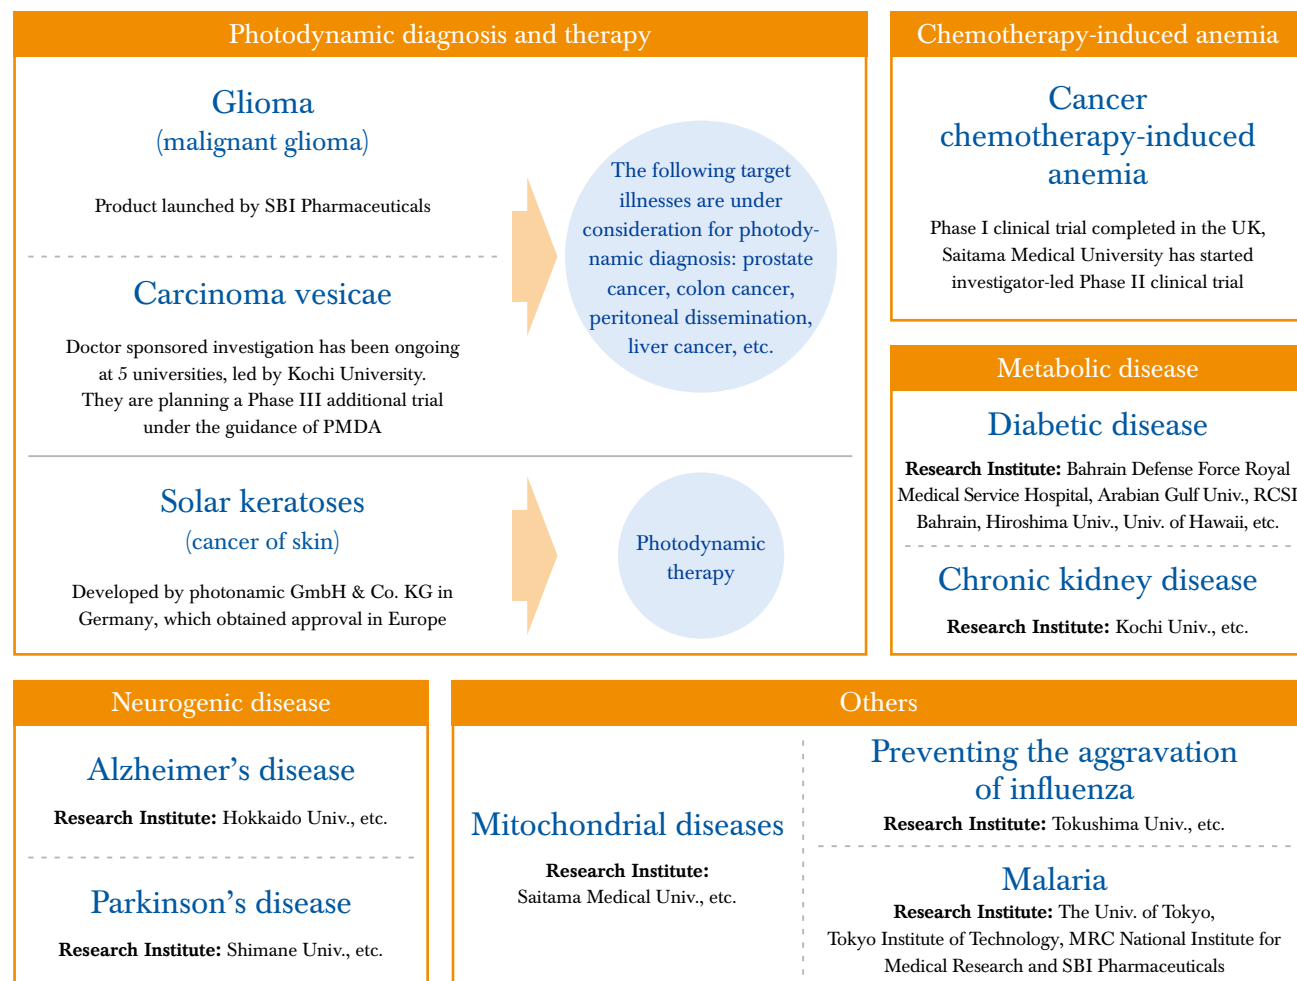 Photodynamic diagnosis and therapy
Glioma
(malignant glioma)
Product launched by SBI Pharmaceuticals
Carcinoma vesicae
Doctor sponsored investigation has been ongoing
at 5 universities, led by Kochi University.
They are planning a Phase III additional trial
under the guidance of PMDA
The following target
illnesses are under
consideration for photody-
namic diagnosis: prostate
cancer, colon cancer,
peritoneal dissemination,
liver cancer, etc.
Solar keratoses
(cancer of skin)
Developed by photonamic GmbH & Co. KG in
Germany, which obtained approval in Europe
Photodynamic
therapy
Chemotherapy-induced anemia
Cancer
chemotherapy-induced
anemia
Phase I clinical trial completed in the UK,
Saitama Medical University has started
investigator-led Phase II clinical trial
Metabolic disease
Diabetic disease
Research Institute: Bahrain Defense Force Royal
Medical Service Hospital, Arabian Gulf Univ., RCSI
Bahrain, Hiroshima Univ., Univ. of Hawaii, etc.
Chronic kidney disease
Research Institute: Kochi Univ., etc.
Neurogenic disease
Alzheimer's disease
Research Institute: Hokkaido Univ., etc.
Parkinson's disease
Research Institute: Shimane Univ., etc.
Others
Mitochondrial diseases
Research Institute:
Saitama Medical Univ., etc.
Preventing the aggravation
of influenza
Research Institute: Tokushima Univ., etc.
Malaria
Research Institute: The Univ. of Tokyo,
Tokyo Institute of Technology, MRC National Institute for
Medical Research and SBI Pharmaceuticals